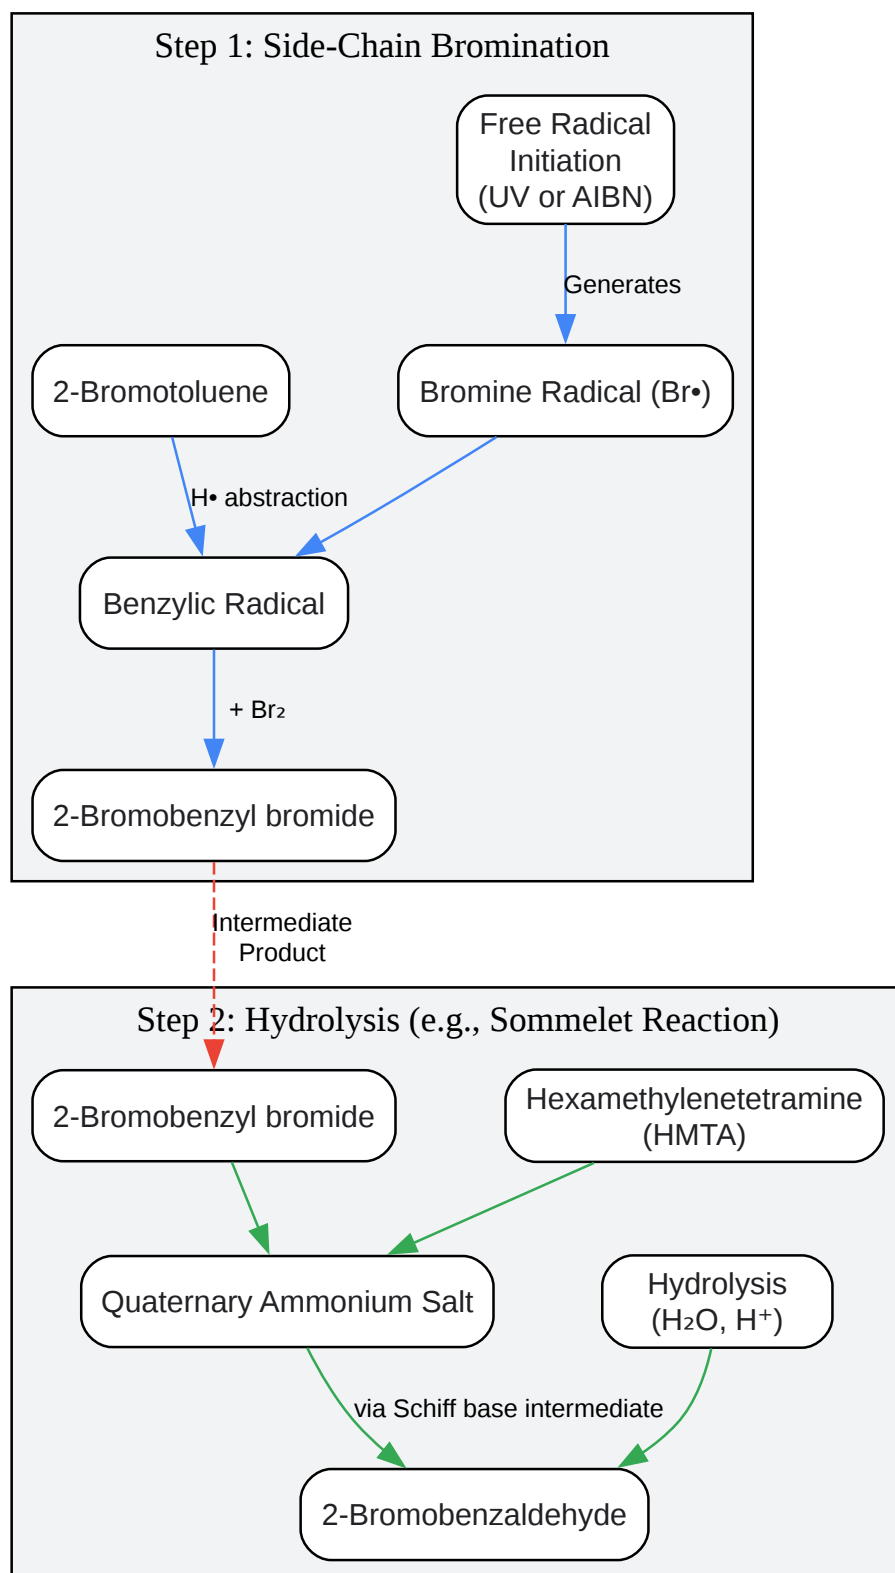 Step 1: Side-Chain Bromination
Free Radical
Initiation
(UV or AIBN)
Generates
2-Bromotoluene
Bromine Radical (Br•)
H• abstraction
Benzylic Radical
+ Br₂
2-Bromobenzyl bromide
Intermediate
Product
Step 2: Hydrolysis (e.g., Sommelet Reaction)
2-Bromobenzyl bromide
Hexamethylenetetramine
(HMTA)
Quaternary Ammonium Salt
Hydrolysis
(H₂O, H⁺)
via Schiff base intermediate
2-Bromobenzaldehyde